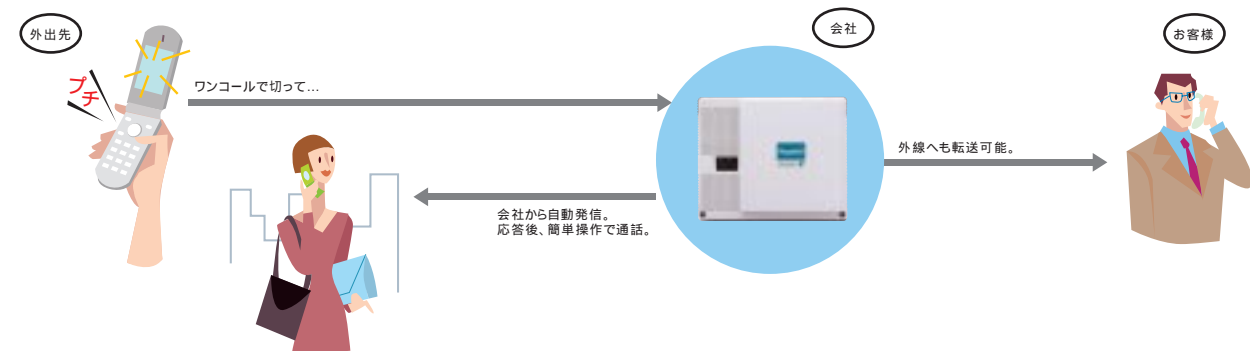 外出先
会社
お客様
プチ
ワンコールで切って…
外線へも転送可能。
会社から自動発信。
応答後、簡単操作で通話。